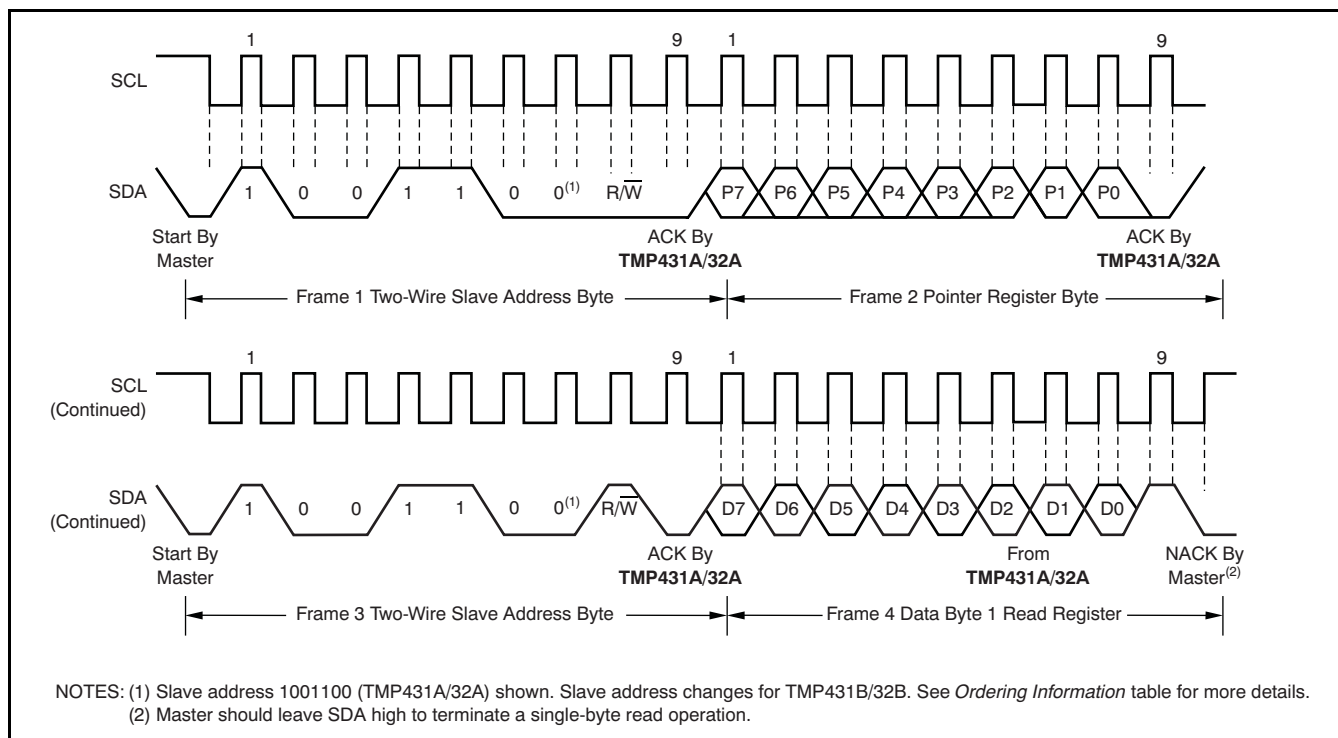 1 9 1 9
SCL
SDA 1 0 0 1 1 0 0(1) R/W̅ P7 P6 P5 P4 P3 P2 P1 P0
Start By Master
ACK By TMP431A/32A
ACK By TMP431A/32A
Frame 1 Two-Wire Slave Address Byte
Frame 2 Pointer Register Byte
1 9 1 9
SCL (Continued)
SDA (Continued) 1 0 0 1 1 0 0(1) R/W̅ D7 D6 D5 D4 D3 D2 D1 D0
Start By Master
ACK By TMP431A/32A
From TMP431A/32A
NACK By Master(2)
Frame 3 Two-Wire Slave Address Byte
Frame 4 Data Byte 1 Read Register
NOTES: (1) Slave address 1001100 (TMP431A/32A) shown. Slave address changes for TMP431B/32B. See Ordering Information table for more details.
(2) Master should leave SDA high to terminate a single-byte read operation.